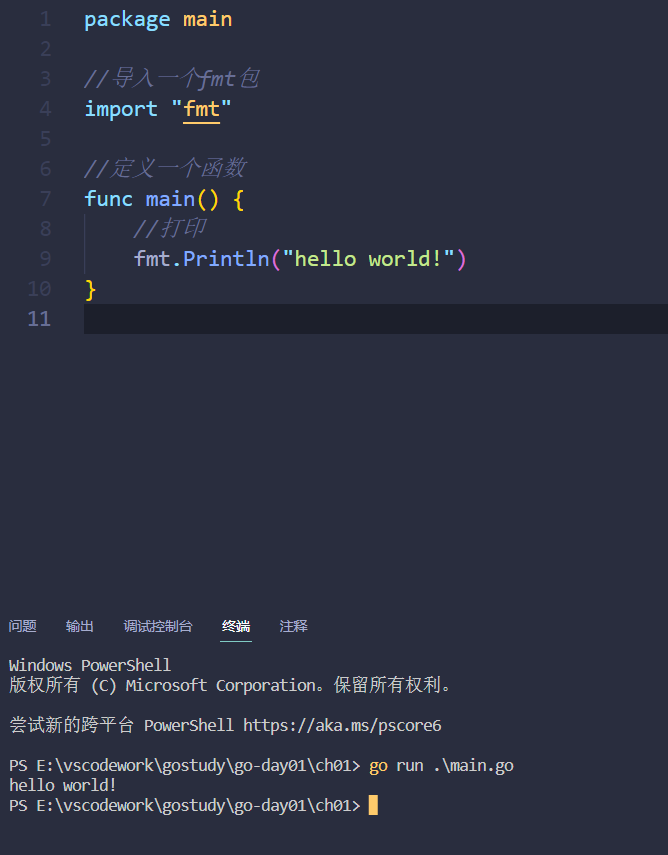 1 package main
2
3 //导入一个fmt包
4 import "fmt"
5
6 //定义一个函数
7 func main() {
8 //打印
9 fmt.Println("hello world!")
10 }
11
问题 输出 调试控制台 终端 注释
Windows PowerShell
版权所有 (C) Microsoft Corporation。保留所有权利。
尝试新的跨平台 PowerShell https://aka.ms/pscore6
PS E:\vscodework\gostudy\go-day01\ch01> go run .\main.go
hello world!
PS E:\vscodework\gostudy\go-day01\ch01>